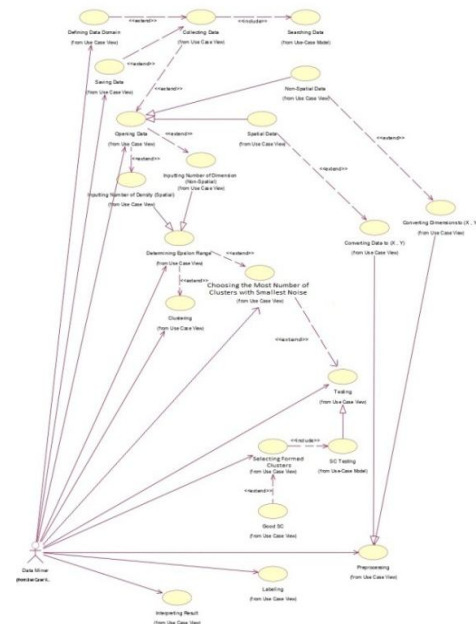 <<extend>>
<<include>>
Defining Data Domain
(from Use Case View)
Collecting Data
(from Use Case View)
Searching Data
(from Use-Case Model)
<<extend>>
Saving Data
(from Use Case View)
<<extend>>
Non-Spatial Data
(from Use Case View)
Opening Data
(from Use Case View)
Spatial Data
(from Use Case View)
<<extend>>
<<extend>>
<<extend>>
<<extend>>
Inputting Number of Dimension
(Non-Spatial)
(from Use Case View)
Inputting Number of Density (Spatial)
(from Use Case View)
Converting Dimensions to (X , Y)
(from Use Case View)
Converting Data to (X , Y)
(from Use Case View)
Determining Epsilon Range
(from Use Case View)
<<extend>>
<<extend>>
Choosing the Most Number of
Clusters with Smallest Noise
(from Use Case View)
Clustering
(from Use Case View)
<<extend>>
Testing
(from Use Case View)
<<include>>
Selecting Formed
Clusters
(from Use Case View)
SC Testing
(from Use-Case Model)
<<extend>>
Good SC
(from Use Case View)
Data Miner
Preprocessing
(from Use Case View)
Labeling
(from Use Case View)
Interpreting Result
(from Use Case View)